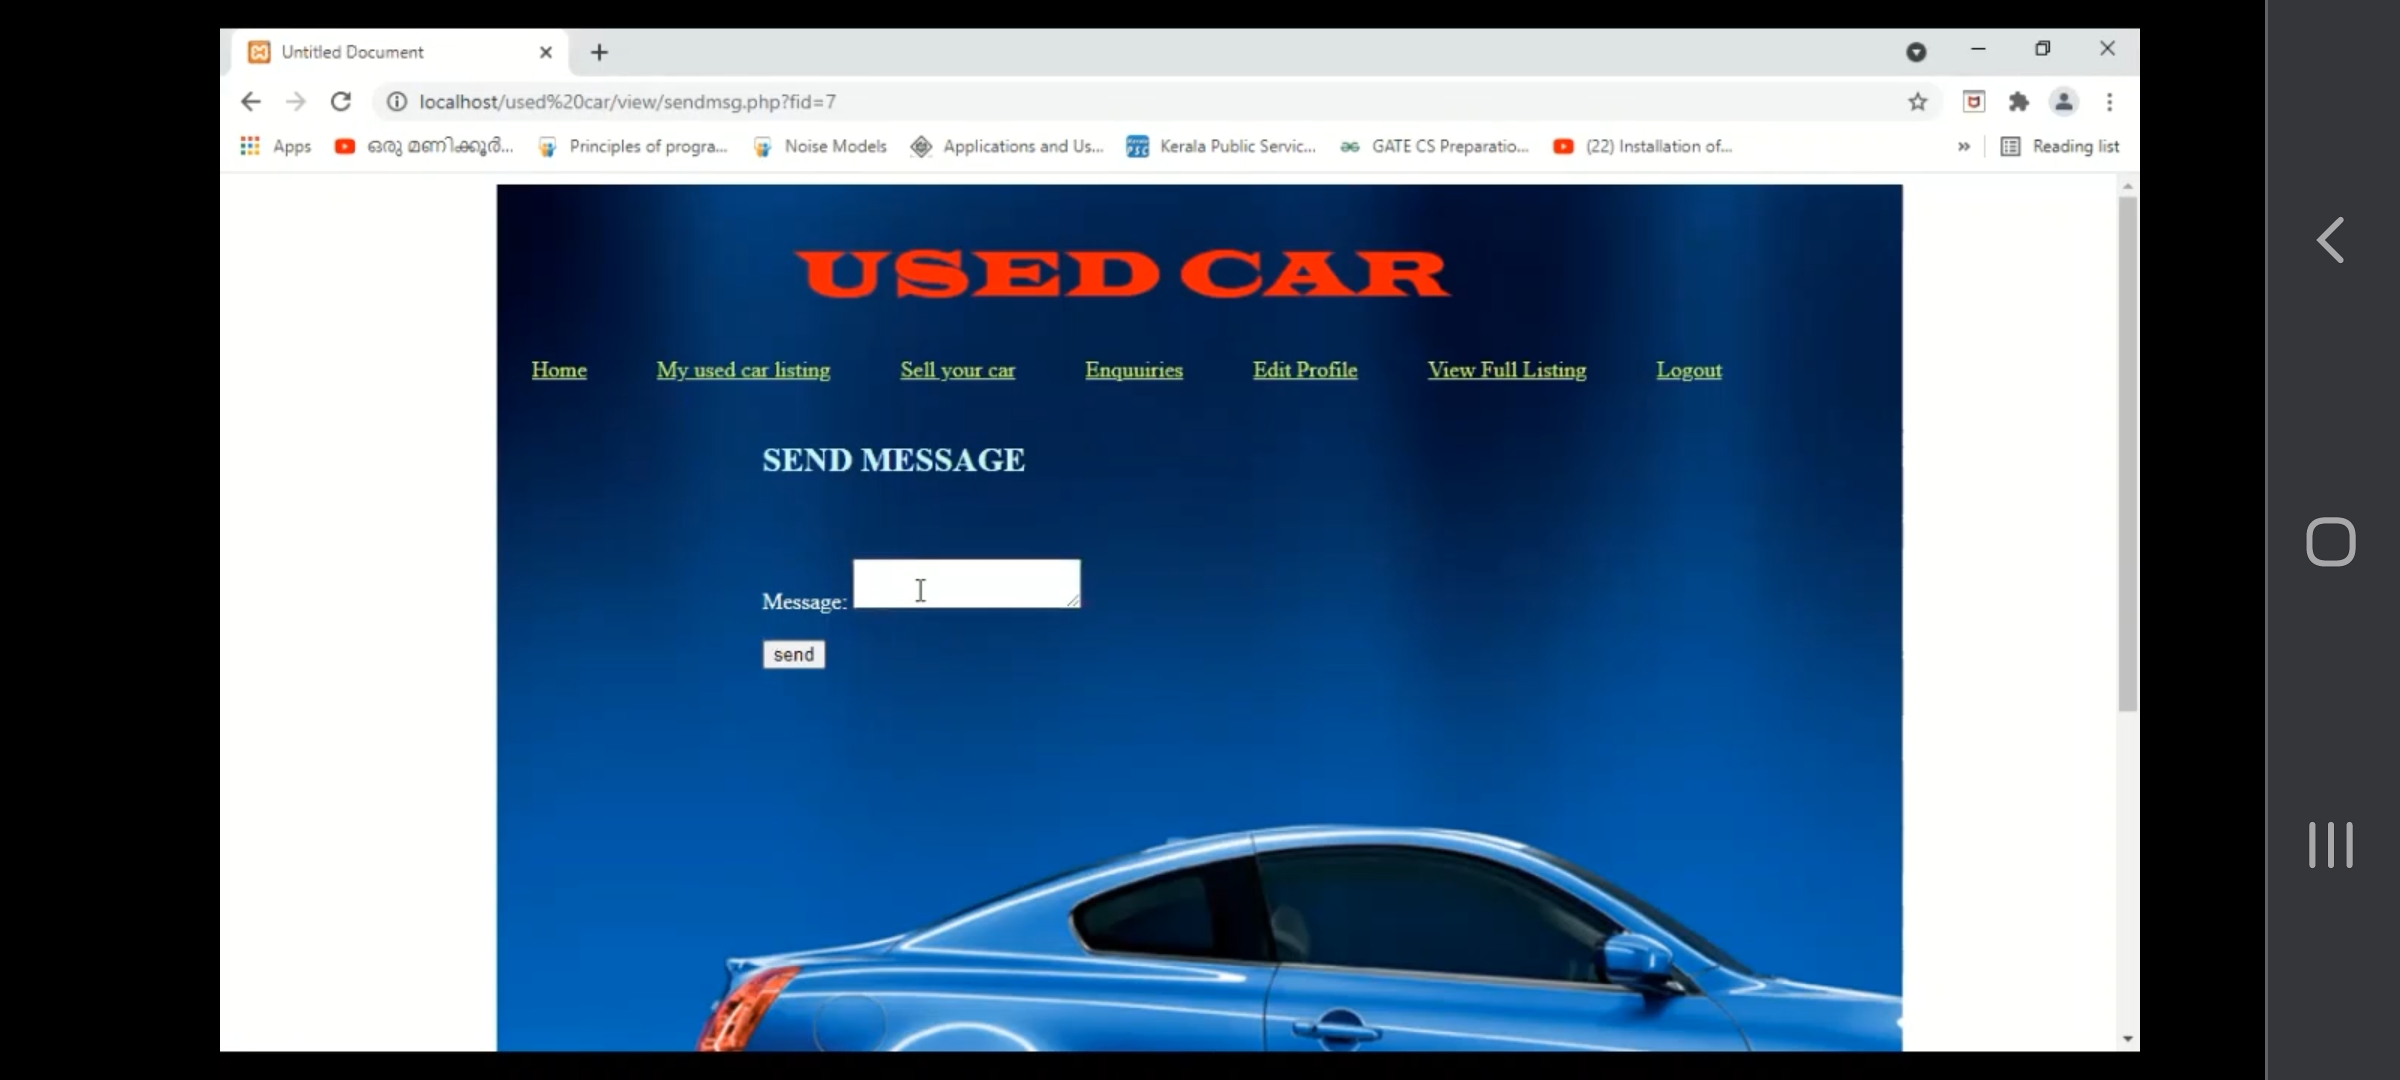 Untitled Document
localhost/used%20car/view/sendmsg.php?fid=7
Apps ഒരു മണിക്കൂർ... Principles of progra... Noise Models Applications and Us... Kerala Public Servic... GATE CS Preparatio... (22) Installation of... » Reading list
USED CAR
Home My used car listing Sell your car Enquuiries Edit Profile View Full Listing Logout
SEND MESSAGE
Message:
send